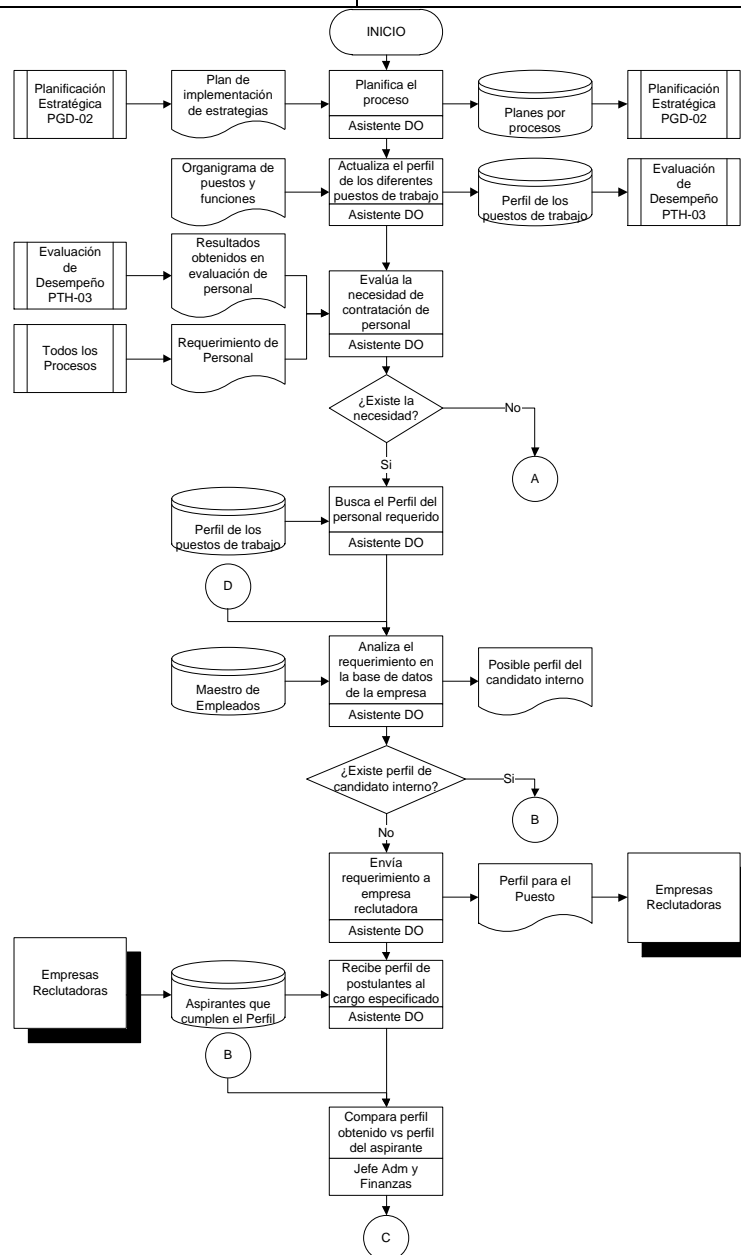 INICIO
Planificación
Estratégica
PGD-02
Plan de
implementación
de estrategias
Planifica el
proceso
Asistente DO
Planes por
procesos
Planificación
Estratégica
PGD-02
Organigrama de
puestos y
funciones
Actualiza el perfil
de los diferentes
puestos de trabajo
Asistente DO
Perfil de los
puestos de trabajo
Evaluación
de
Desempeño
PTH-03
Evaluación
de
Desempeño
PTH-03
Resultados
obtenidos en
evaluación de
personal
Evalúa la
necesidad de
contratación de
personal
Asistente DO
Todos los
Procesos
Requerimiento de
Personal
¿Existe la
necesidad?
No
A
Si
Perfil de los
puestos de trabajo
Busca el Perfil del
personal requerido
Asistente DO
D
Maestro de
Empleados
Analiza el
requerimiento en
la base de datos
de la empresa
Asistente DO
Posible perfil del
candidato interno
¿Existe perfil de
candidato interno?
Si
B
No
Envía
requerimiento a
empresa
reclutadora
Asistente DO
Perfil para el
Puesto
Empresas
Reclutadoras
Empresas
Reclutadoras
Aspirantes que
cumplen el Perfil
Recibe perfil de
postulantes al
cargo especificado
Asistente DO
B
Compara perfil
obtenido vs perfil
del aspirante
Jefe Adm y
Finanzas
C